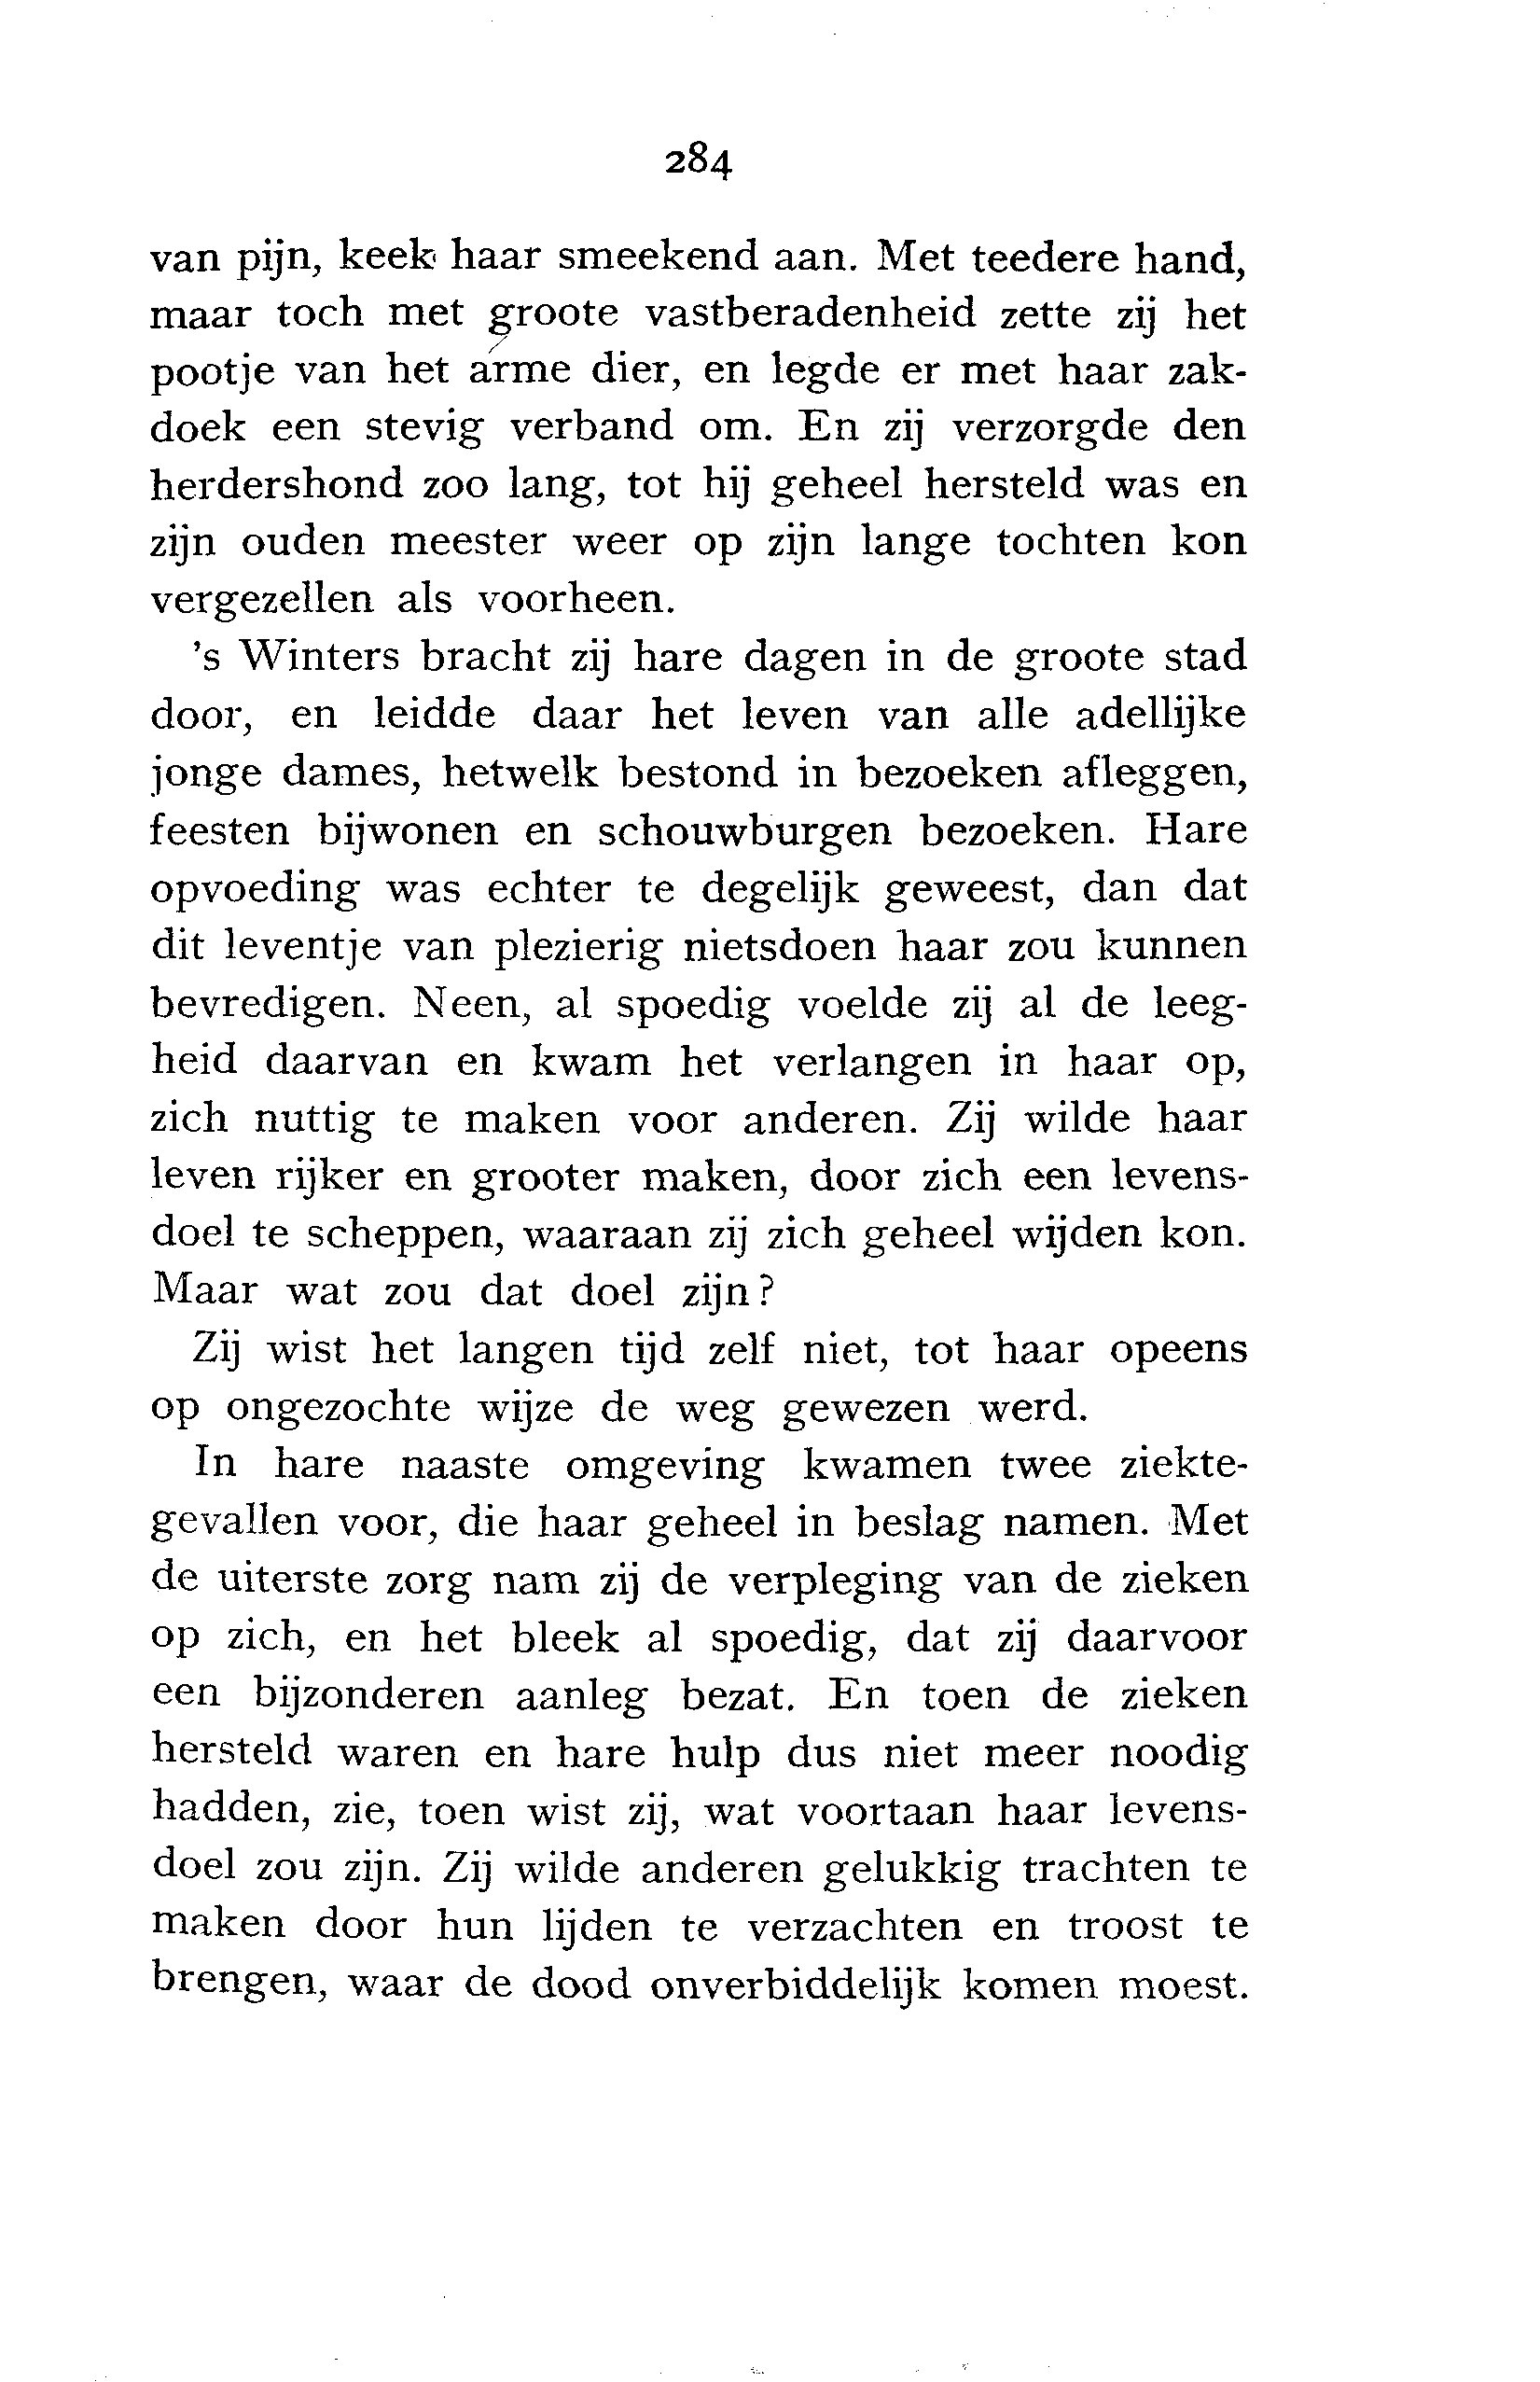 284
van pijn, keek haar smeekend aan. Met teedere hand,
maar toch met groote vastberadenheid zette zij het
pootje van het arme dier, en legde er met haar zak-
doek een stevig verband om. En zij verzorgde den
herdershond zoo lang, tot hij geheel hersteld was en
zijn ouden meester weer op zijn lange tochten kon
vergezellen als voorheen.
's Winters bracht zij hare dagen in de groote stad
door, en leidde daar het leven van alle adellijke
jonge dames, hetwelk bestond in bezoeken afleggen,
feesten bijwonen en schouwburgen bezoeken. Hare
opvoeding was echter te degelijk geweest, dan dat
dit leventje van plezierig nietsdoen haar zou kunnen
bevredigen. Neen, al spoedig voelde zij al de leeg-
heid daarvan en kwam het verlangen in haar op,
zich nuttig te maken voor anderen. Zij wilde haar
leven rijker en grooter maken, door zich een levens-
doel te scheppen, waaraan zij zich geheel wijden kon.
Maar wat zou dat doel zijn?
Zij wist het langen tijd zelf niet, tot haar opeens
op ongezochte wijze de weg gewezen werd.
In hare naaste omgeving kwamen twee ziekte-
gevallen voor, die haar geheel in beslag namen. Met
de uiterste zorg nam zij de verpleging van de zieken
op zich, en het bleek al spoedig, dat zij daarvoor
een bijzonderen aanleg bezat. En toen de zieken
hersteld waren en hare hulp dus niet meer noodig
hadden, zie, toen wist zij, wat voortaan haar levens-
doel zou zijn. Zij wilde anderen gelukkig trachten te
maken door hun lijden te verzachten en troost te
brengen, waar de dood onverbiddelijk komen moest.